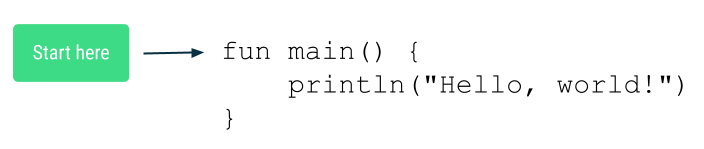 Start here
fun main() {
    println("Hello, world!")
}